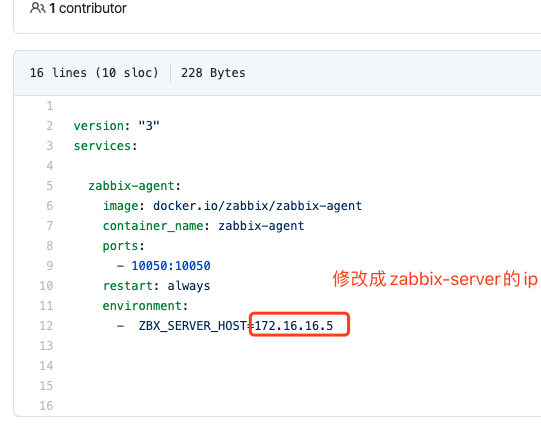 1 contributor
16 lines (10 sloc) 228 Bytes
1
2 version: "3"
3 services:
4
5 zabbix-agent:
6 image: docker.io/zabbix/zabbix-agent
7 container_name: zabbix-agent
8 ports:
9 - 10050:10050
修改成zabbix-server的ip
10 restart: always
11 environment:
12 - ZBX_SERVER_HOST=172.16.16.5
13
14
15
16